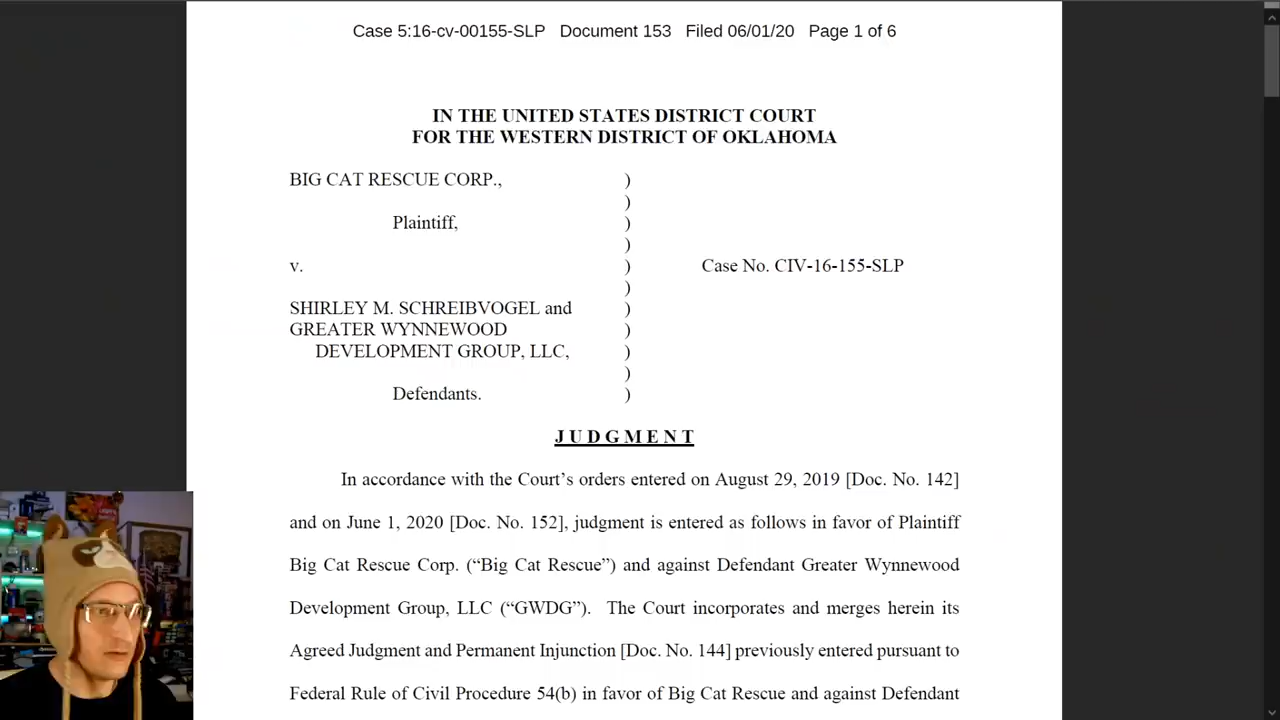 Case 5:16-cv-00155-SLP Document 153 Filed 06/01/20 Page 1 of 6
IN THE UNITED STATES DISTRICT COURT
FOR THE WESTERN DISTRICT OF OKLAHOMA
BIG CAT RESCUE CORP., )
)
Plaintiff, )
)
v. ) Case No. CIV-16-155-SLP
)
SHIRLEY M. SCHREIBVOGEL and )
GREATER WYNNEWOOD )
DEVELOPMENT GROUP, LLC, )
)
Defendants. )
J U D G M E N T
In accordance with the Court’s orders entered on August 29, 2019 [Doc. No. 142]
and on June 1, 2020 [Doc. No. 152], judgment is entered as follows in favor of Plaintiff
Big Cat Rescue Corp. (“Big Cat Rescue”) and against Defendant Greater Wynnewood
Development Group, LLC (“GWDG”). The Court incorporates and merges herein its
Agreed Judgment and Permanent Injunction [Doc. No. 144] previously entered pursuant to
Federal Rule of Civil Procedure 54(b) in favor of Big Cat Rescue and against Defendant